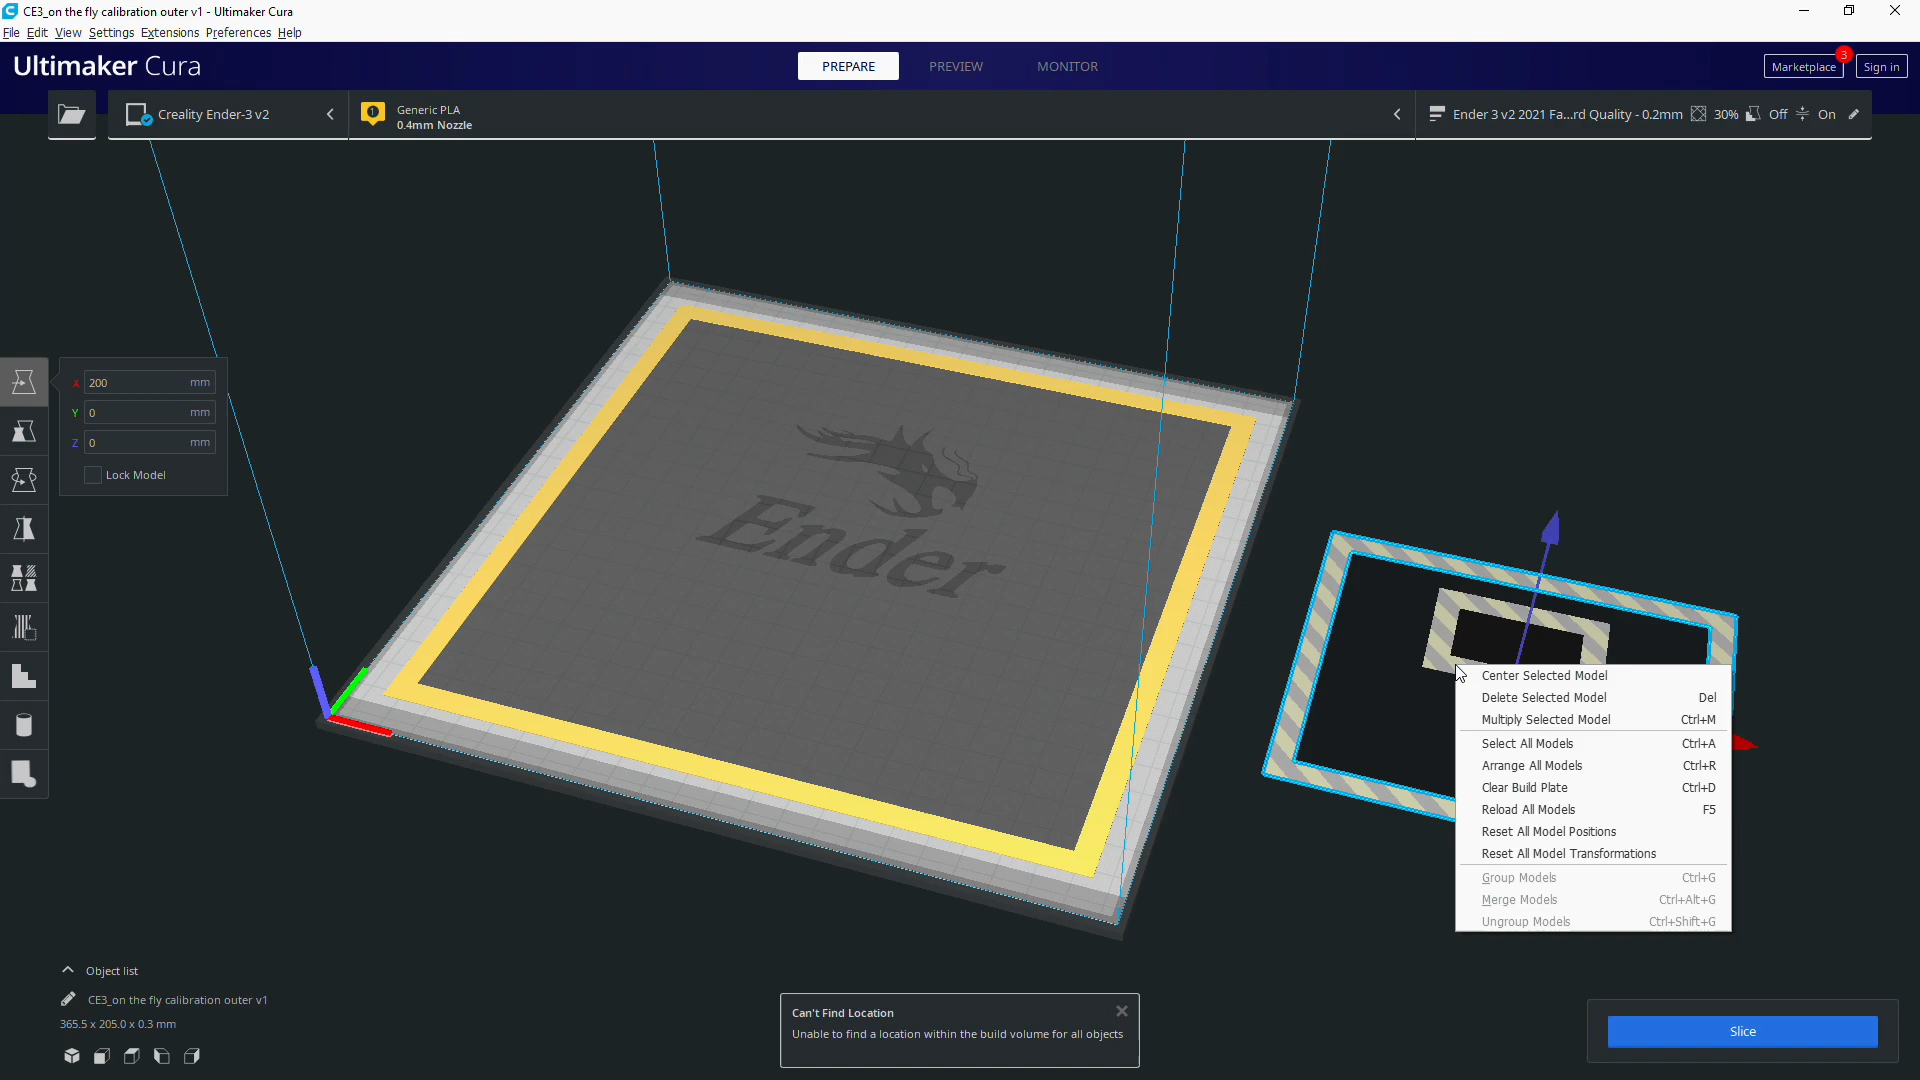 CE3_on the fly calibration outer v1 - Ultimaker Cura
File Edit View Settings Extensions Preferences Help
Ultimaker Cura
PREPARE PREVIEW MONITOR
Marketplace 3 Sign in
Creality Ender-3 v2
1 Generic PLA
0.4mm Nozzle
Ender 3 v2 2021 Fa...rd Quality - 0.2mm 30% Off On
X 200 mm
Y 0 mm
Z 0 mm
Lock Model
Ender
Center Selected Model
Delete Selected Model Del
Multiply Selected Model Ctrl+M
Select All Models Ctrl+A
Arrange All Models Ctrl+R
Clear Build Plate Ctrl+D
Reload All Models F5
Reset All Model Positions
Reset All Model Transformations
Group Models Ctrl+G
Merge Models Ctrl+Alt+G
Ungroup Models Ctrl+Shift+G
Object list
CE3_on the fly calibration outer v1
365.5 x 205.0 x 0.3 mm
Can't Find Location
Unable to find a location within the build volume for all objects
Slice